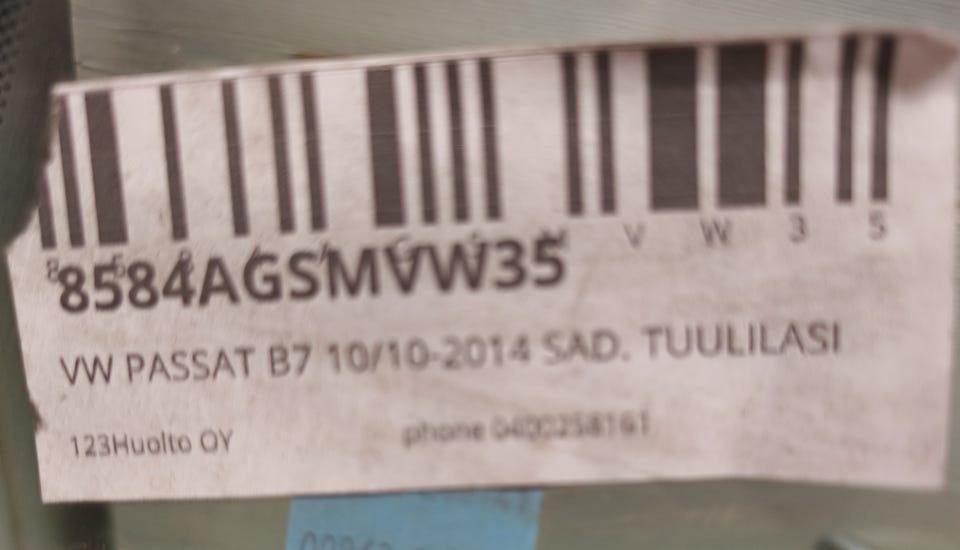 V W 3 5
8584AGSMVW35
VW PASSAT B7 10/10-2014 SAD. TUULILASI
123Huolto OY phone 0400258161